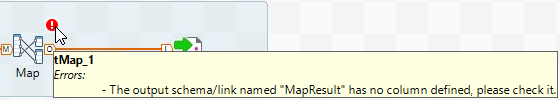 M
O
L
Map
tMap_1
Errors:
- The output schema/link named "MapResult" has no column defined, please check it.